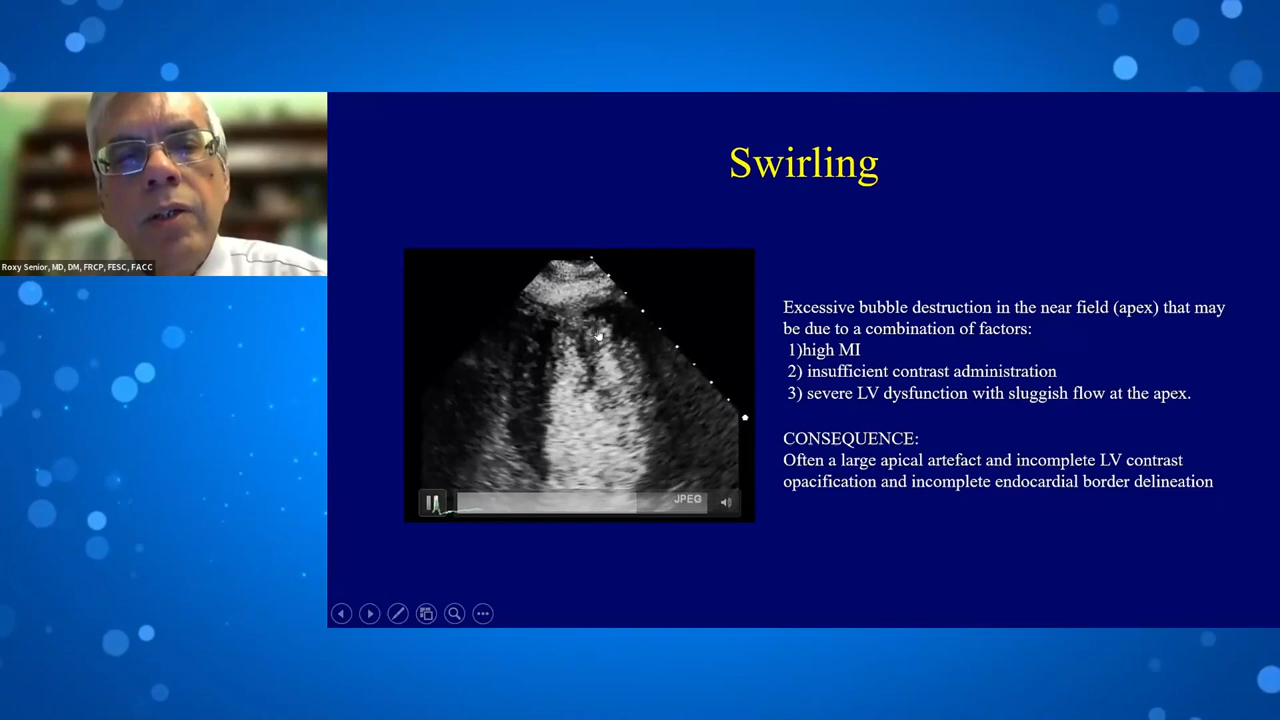 Swirling
Roxy Senior, MD, DM, FRCP, FESC, FACC
Excessive bubble destruction in the near field (apex) that may
be due to a combination of factors:
1)high MI
2) insufficient contrast administration
3) severe LV dysfunction with sluggish flow at the apex.
CONSEQUENCE:
Often a large apical artefact and incomplete LV contrast
opacification and incomplete endocardial border delineation
JPEG